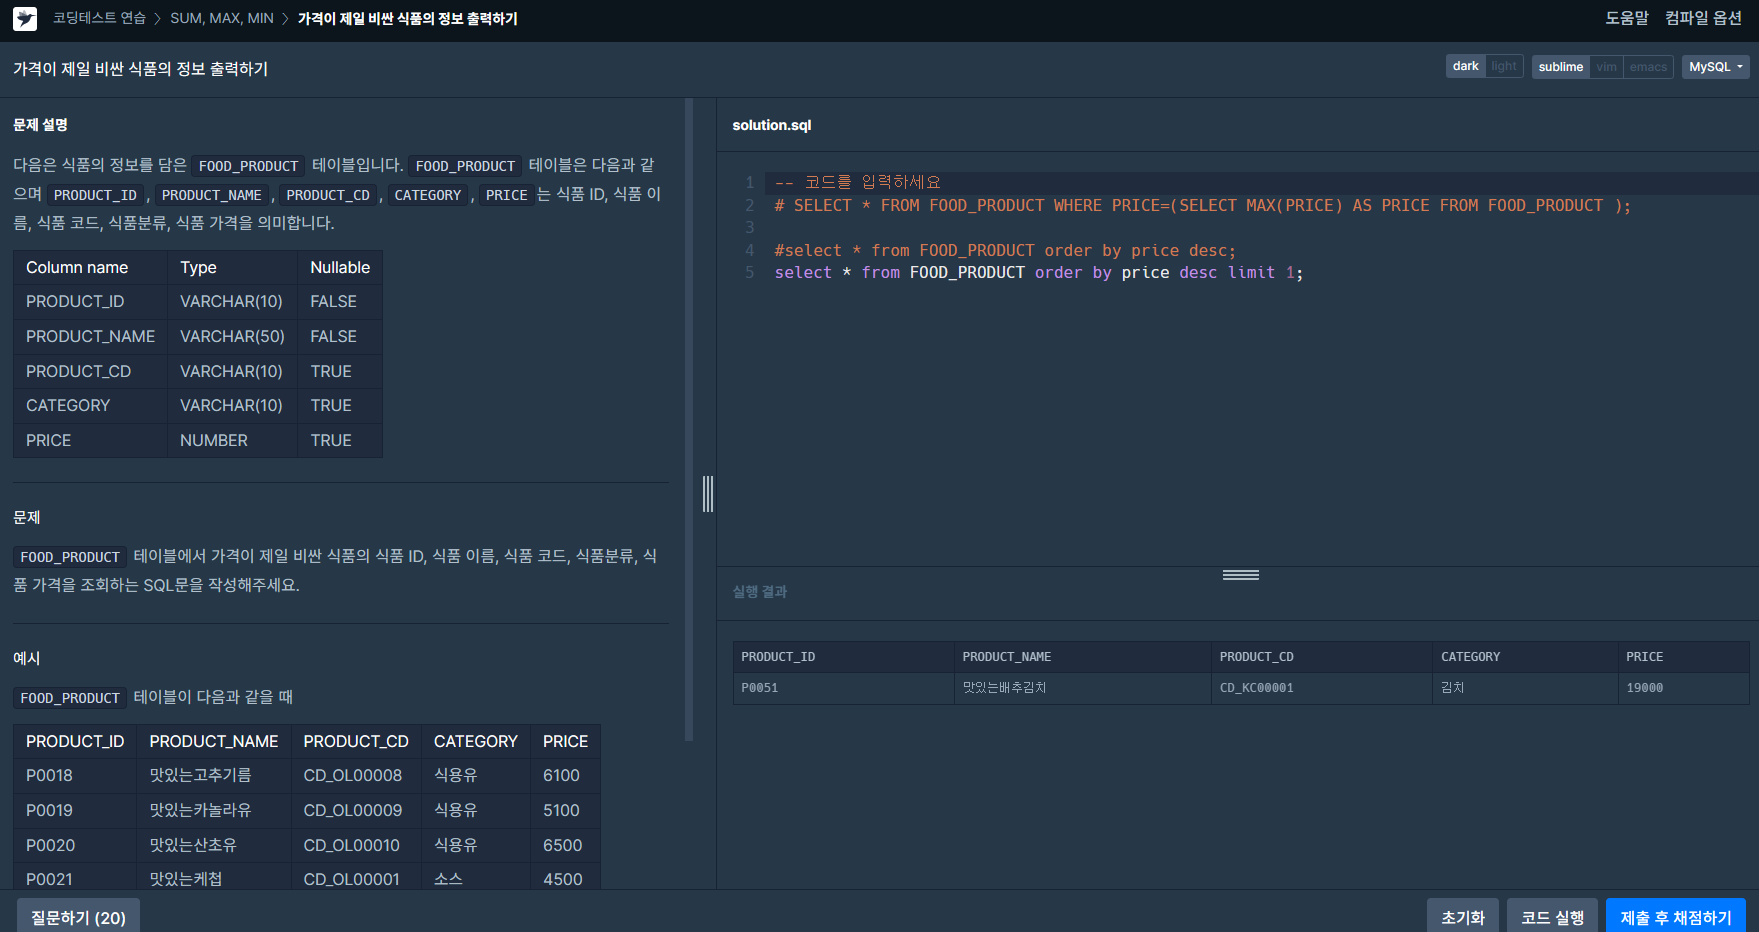 코딩테스트 연습 > SUM, MAX, MIN > 가격이 제일 비싼 식품의 정보 출력하기
도움말 컴파일 옵션
가격이 제일 비싼 식품의 정보 출력하기
dark light sublime vim emacs MySQL
문제 설명
다음은 식품의 정보를 담은 FOOD_PRODUCT 테이블입니다. FOOD_PRODUCT 테이블은 다음과 같
으며 PRODUCT_ID , PRODUCT_NAME , PRODUCT_CD , CATEGORY , PRICE 는 식품 ID, 식품 이
름, 식품 코드, 식품분류, 식품 가격을 의미합니다.
Column name Type Nullable
PRODUCT_ID VARCHAR(10) FALSE
PRODUCT_NAME VARCHAR(50) FALSE
PRODUCT_CD VARCHAR(10) TRUE
CATEGORY VARCHAR(10) TRUE
PRICE NUMBER TRUE
문제
FOOD_PRODUCT 테이블에서 가격이 제일 비싼 식품의 식품 ID, 식품 이름, 식품 코드, 식품분류, 식
품 가격을 조회하는 SQL문을 작성해주세요.
예시
FOOD_PRODUCT 테이블이 다음과 같을 때
PRODUCT_ID PRODUCT_NAME PRODUCT_CD CATEGORY PRICE
P0018 맛있는고추기름 CD_OL00008 식용유 6100
P0019 맛있는카놀라유 CD_OL00009 식용유 5100
P0020 맛있는산초유 CD_OL00010 식용유 6500
P0021 맛있는케첩 CD_OL00001 소스 4500
질문하기 (20)
solution.sql
1 -- 코드를 입력하세요
2 # SELECT * FROM FOOD_PRODUCT WHERE PRICE=(SELECT MAX(PRICE) AS PRICE FROM FOOD_PRODUCT );
3
4 #select * from FOOD_PRODUCT order by price desc;
5 select * from FOOD_PRODUCT order by price desc limit 1;
실행 결과
PRODUCT_ID PRODUCT_NAME PRODUCT_CD CATEGORY PRICE
P0051 맛있는배추김치 CD_KC00001 김치 19000
초기화 코드 실행 제출 후 채점하기